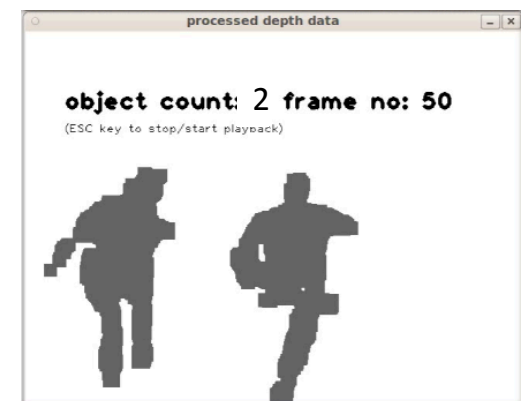 processed depth data
object count: 2 frame no: 50
(ESC key to stop/start playback)